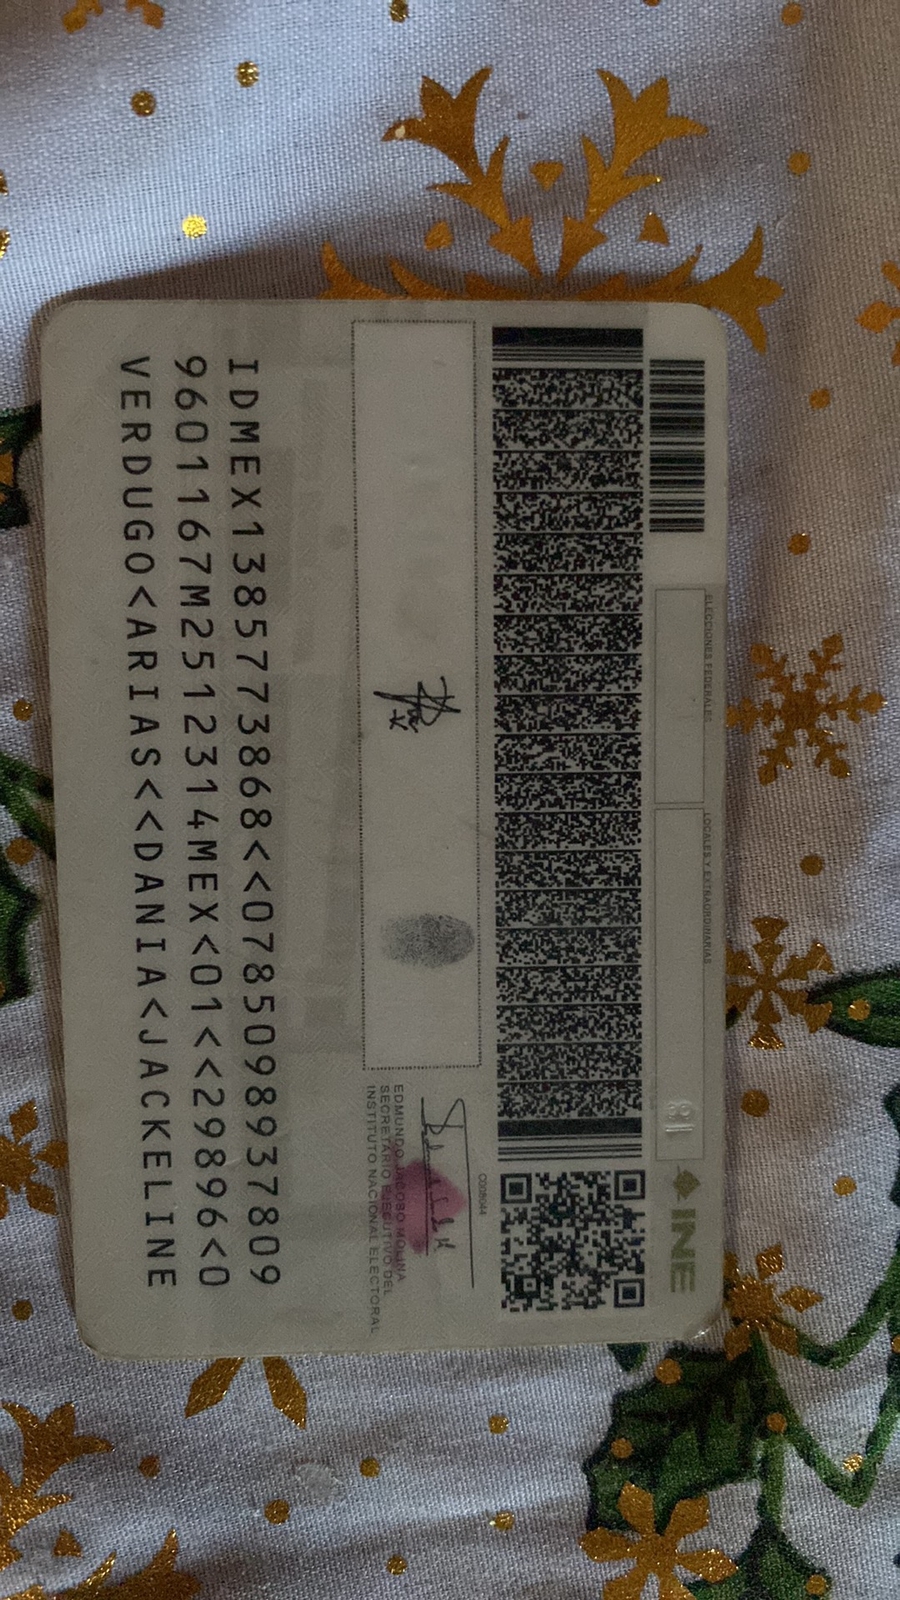 ELECCIONES FEDERALES
LOCALES Y EXTRAORDINARIAS
19
INE
EDMUNDO JACOBO MOLINA
SECRETARIO EJECUTIVO DEL
INSTITUTO NACIONAL ELECTORAL
IDMEX1385773868<<0785098937809
9601167M2512314MEX<01<<29896<0
VERDUGO<ARIAS<<DANIA<JACKELINE